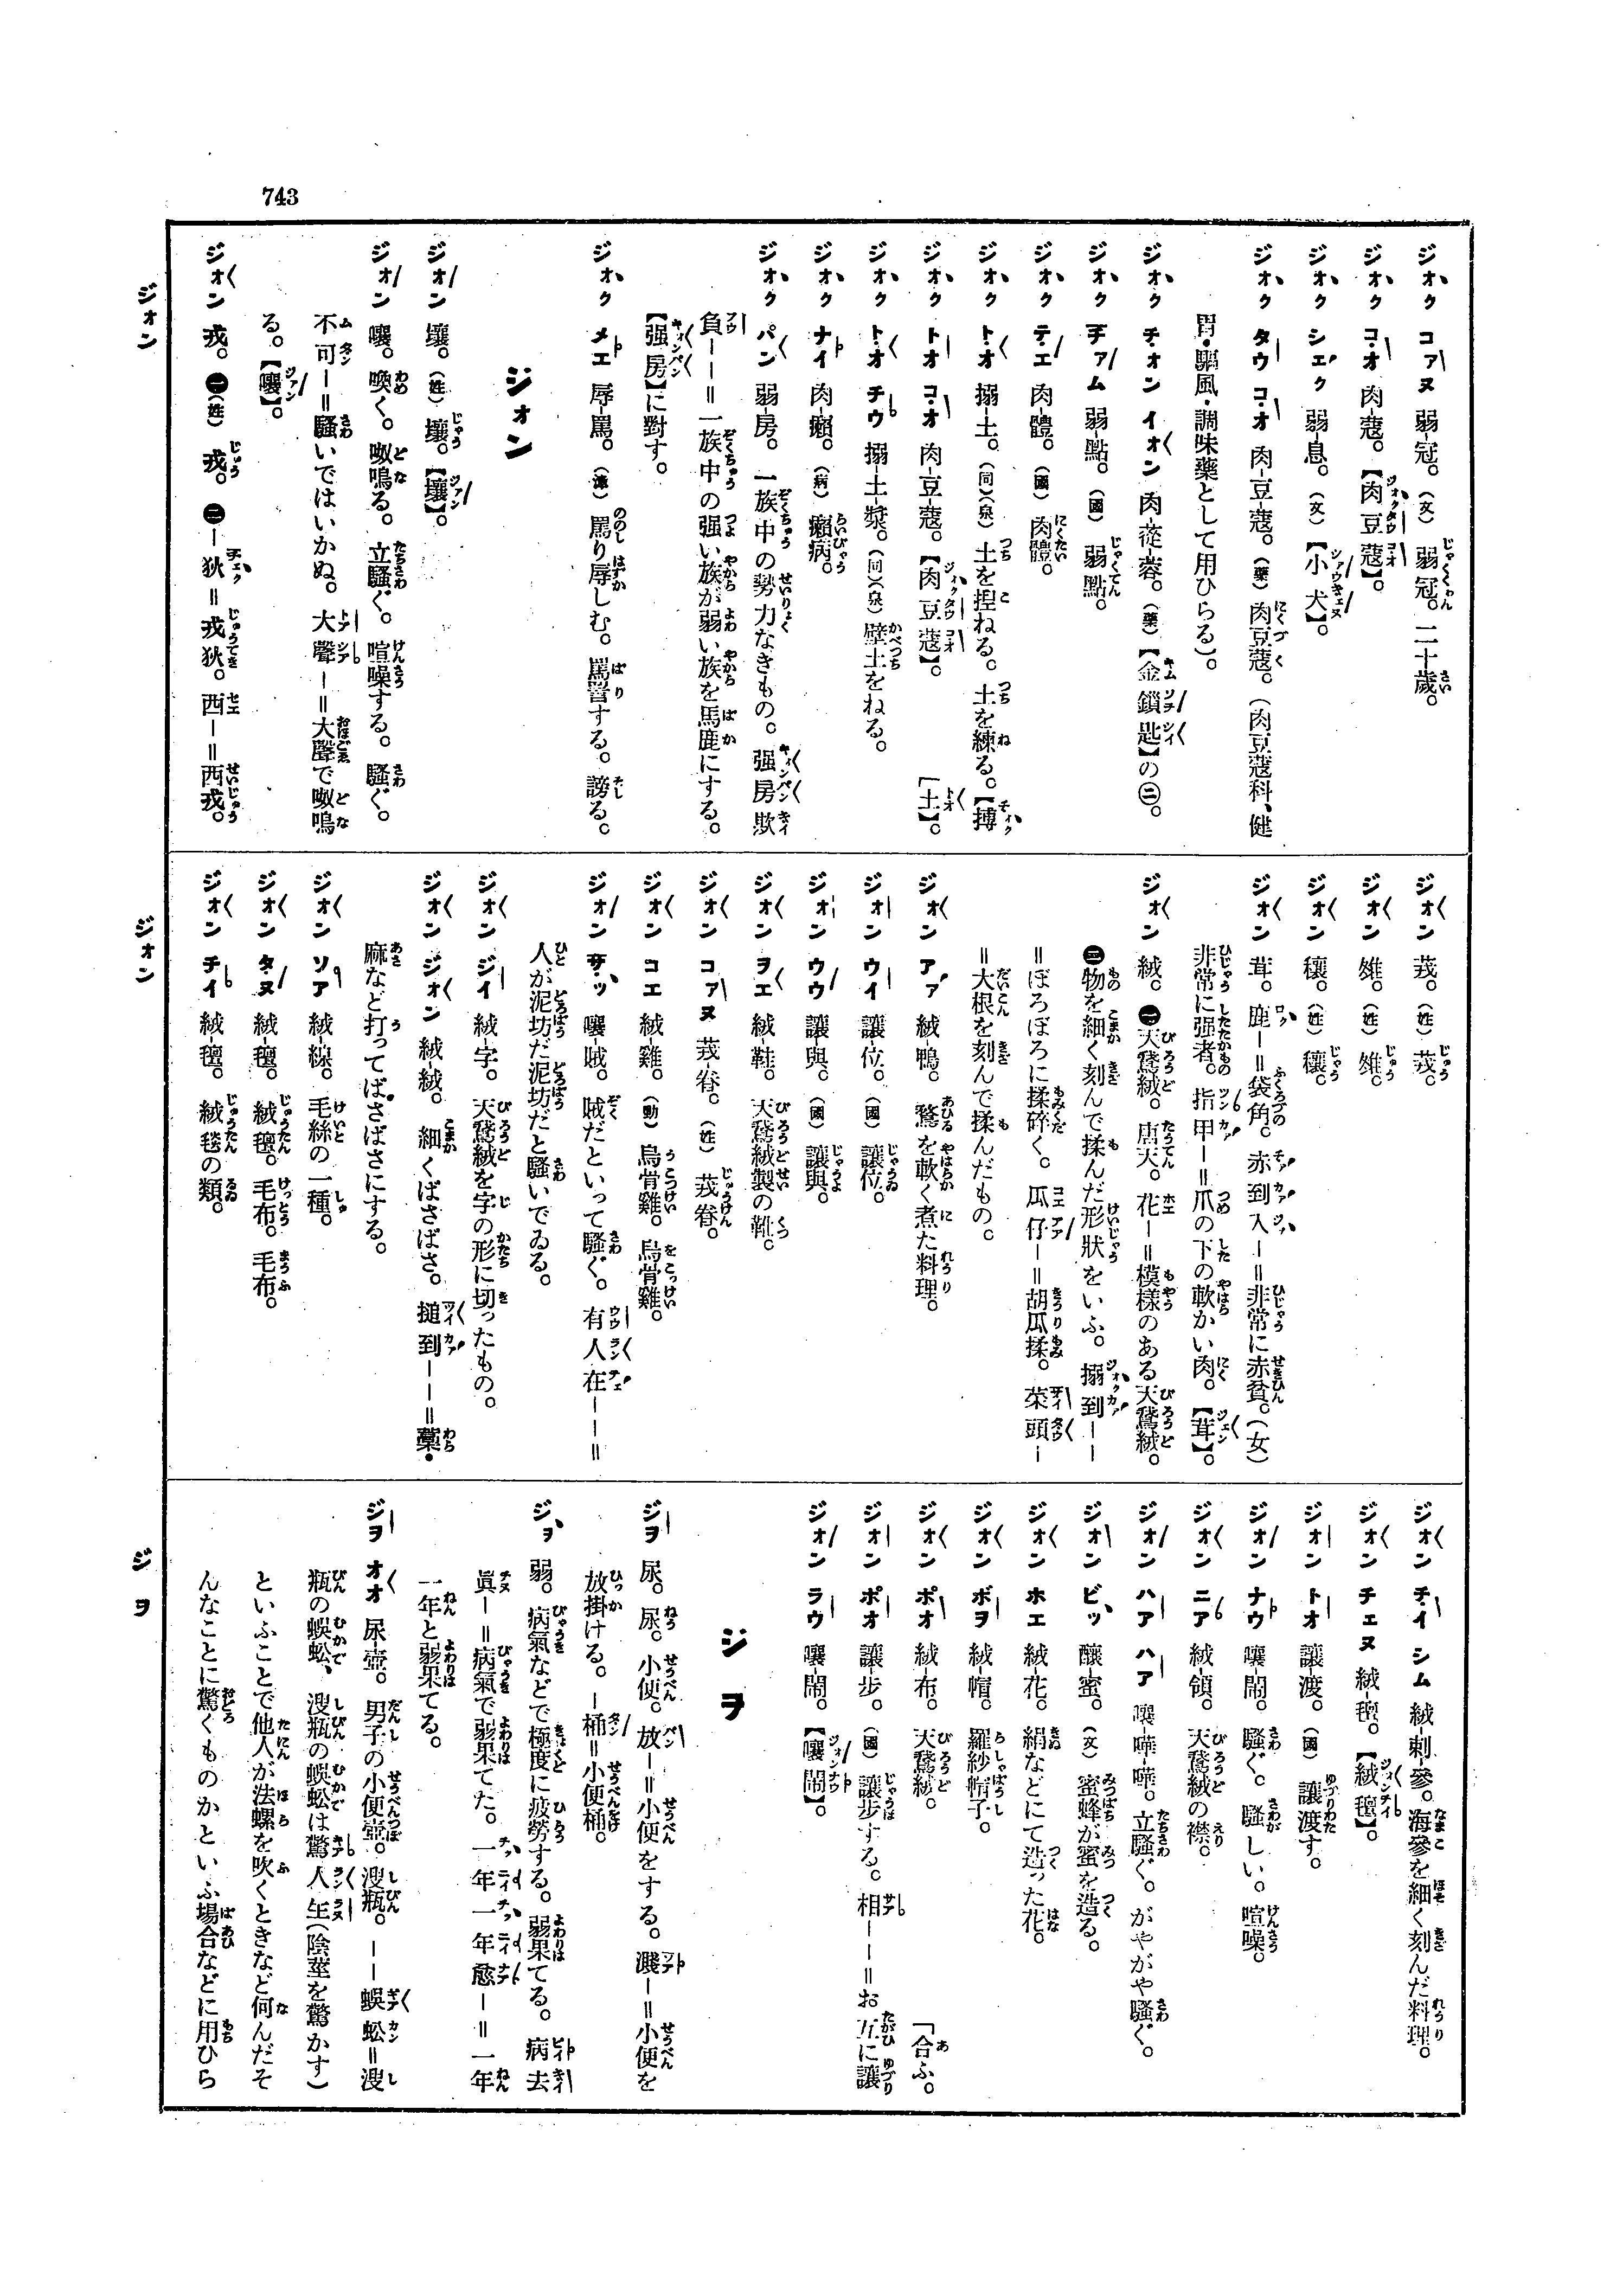 743
ジオク コアヌ 弱-冠。（文）弱冠。二十歲。
ジオク コ・オ 肉-蔻。【肉豆蔻】。
ジオク シェク 弱-息。（文）【小犬】。
ジオク タウ コ・オ 肉-豆-蔻。（藥）肉豆蔻。（肉豆蔻科、健
胃・驅風・調味藥として用ひらる）。
ジオク チ・オン イオン 肉-蓯-蓉。（藥）【金鎖匙】の㊁。
ジオク チアム 弱-點。（國）弱點。
ジオク テ・エ 肉-體。（國）肉體。
ジオク ト・オ 搦-土。（同）（泉）土を捏ねる。土を練る。【搏
ジオク トオ コ・オ 肉-豆-蔻。【肉豆蔻】。 「土】。
ジオク ト・オ チウ 搦-土-漿。（同）（泉）壁土をねる。
ジオク ナイ 肉-癩。（病）癩病。
ジオク パン 弱-房。一族中の勢力なきもの。强房欺
負――＝一族中の强い族が弱い族を馬鹿にする。
【强房】に對す。
ジオク メエ 辱-罵。（漳）罵り辱しむ。罵詈する。謗る。
ジオン
ジオン 壤。（姓）壤。【壤】。
ジオン 嚷。喚く。呶鳴る。立騷ぐ。喧噪する。騷ぐ。
不可―＝騷いではいかぬ。大聲―＝大聲で呶鳴
る。【嚷】。
ジオン 戎。㊀（姓）戎。㊁―狄＝戎狄。西―＝西戎。
ジオン
ジオン 茙。（姓）茙。
ジオン （姓）
ジオン 穰。（姓）穰。
ジオン 茸。鹿―＝袋角。赤到入―＝非常に赤貧。（女）
非常に强者。指甲―＝爪の下の軟かい肉。【茸】。
ジオン 絨。㊀天鵞絨。唐天。花―＝模樣のある天鵞絨。
㊁物を細く刻んで揉んだ形狀をいふ。搦到――
＝ぼろぼろに揉碎く。瓜仔―＝胡瓜揉。菜頭―
＝大根を刻んで揉んだもの。
ジオン アァ 絨-鴨。鶩を軟く煮た料理。
ジオン ウイ 讓-位。（國）讓位。
ジオン ウウ 讓-與。（國）讓與。
ジオン ヲエ 絨-鞋。天鵞絨製の靴。
ジオン コアヌ 茙-眷。（姓）茙眷。
ジオン コエ 絨-雞。（動）烏骨雞。烏骨雞。
ジオン ザ・ッ 嚷-賊。賊だといって騷ぐ。有人在――＝
人が泥坊だ泥坊だと騷いでゐる。
ジオン ジイ 絨-字。天鵞絨を字の形に切ったもの。
ジオン ジオン 絨-絨。細くばさばさ。搥到――＝藁・
麻など打ってばさばさにする。
ジオン ソア 絨-線。毛絲の一種。
ジオン タ・ヌ 絨-氈。絨氈。毛布。毛布。
ジオン チイ 絨-氈。絨毯の類。
ジオン
ジオン チ・イ シム 絨-刺-參。海參を細く刻んだ料理。
ジオン チェヌ 絨-氈。【絨氈】。
ジオン トオ 讓-渡。（國）讓渡す。
ジオン ナウ 嚷-鬧。騷ぐ。騷しい。喧噪。
ジオン ニア 絨-領。天鵞絨の襟。
ジオン ハア ハア 嚷-嘩-嘩。立騷ぐ。がやがや騷ぐ。
ジオン ビッ 釀-蜜。（文）蜜蜂が蜜を造る。
ジオン ホエ 絨-花。絹などにて造った花。
ジオン ボヲ 絨-帽。羅紗帽子。
ジオン ポオ 絨-布。天鵞絨。 「合ふ。
ジオン ポオ 讓-步。（國）讓步する。相――＝お互に讓
ジオン ラウ 嚷-鬧。【嚷鬧】。
ジヲ
ジヲ 尿。尿。小便。放―＝小便をする。濺―＝小便を
放掛ける。―桶＝小便桶。
ジヲ 弱。病氣などで極度に疲勞する。弱果てる。病去
眞―＝病氣で弱果てた。一年一年愈―＝一年
一年と弱果てる。
ジヲ オオ 尿-壺。男子の小便壺。溲瓶。――蜈蚣＝溲
瓶の蜈蚣、溲瓶の蜈蚣は驚人生（陰莖を驚かす）
といふことで他人が法螺を吹くときなど何んだそ
んなことに驚くものかといふ場合などに用ひら
ジヲ